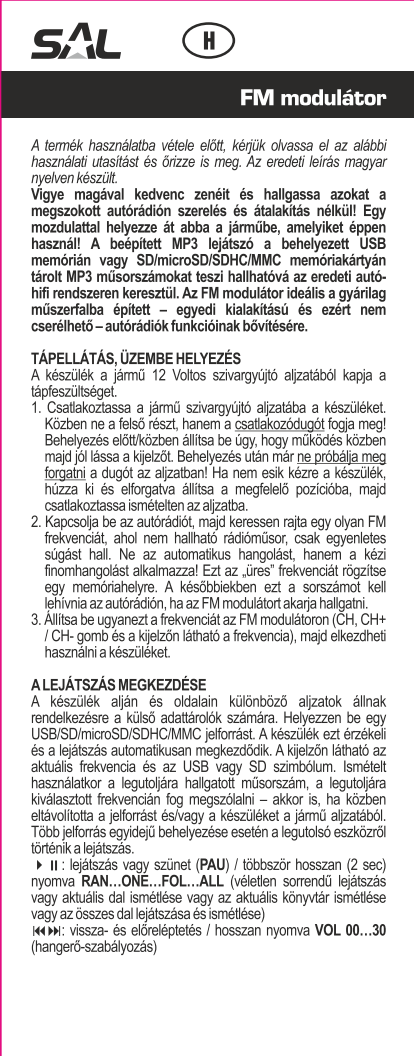 SAL
H
FM modulátor
A termék használatba vétele előtt, kérjük olvassa el az alábbi
használati utasítást és őrizze is meg. Az eredeti leírás magyar
nyelven készült.
Vigye magával kedvenc zenéit és hallgassa azokat a
megszokott autórádión szerelés és átalakítás nélkül! Egy
mozdulattal helyezze át abba a járműbe, amelyiket éppen
használ! A beépített MP3 lejátszó a behelyezett USB
memórián vagy SD/microSD/SDHC/MMC memóriakártyán
tárolt MP3 műsorszámokat teszi hallhatóvá az eredeti autó-
hifi rendszeren keresztül. Az FM modulátor ideális a gyárilag
műszerfalba épített – egyedi kialakítású és ezért nem
cserélhető – autórádiók funkcióinak bővítésére.
TÁPELLÁTÁS, ÜZEMBE HELYEZÉS
A készülék a jármű 12 Voltos szivargyújtó aljzatából kapja a
tápfeszültséget.
1. Csatlakoztassa a jármű szivargyújtó aljzatába a készüléket.
Közben ne a felső részt, hanem a csatlakozódugót fogja meg!
Behelyezés előtt/közben állítsa be úgy, hogy működés közben
majd jól lássa a kijelzőt. Behelyezés után már ne próbálja meg
forgatni a dugót az aljzatban! Ha nem esik kézre a készülék,
húzza ki és elforgatva állítsa a megfelelő pozícióba, majd
csatlakoztassa ismételten az aljzatba.
2. Kapcsolja be az autórádiót, majd keressen rajta egy olyan FM
frekvenciát, ahol nem hallható rádióműsor, csak egyenletes
súgást hall. Ne az automatikus hangolást, hanem a kézi
finomhangolást alkalmazza! Ezt az „üres” frekvenciát rögzítse
egy memóriahelyre. A későbbiekben ezt a sorszámot kell
lehívnia az autórádión, ha az FM modulátort akarja hallgatni.
3. Állítsa be ugyanezt a frekvenciát az FM modulátoron (CH, CH+
/ CH- gomb és a kijelzőn látható a frekvencia), majd elkezdheti
használni a készüléket.
A LEJÁTSZÁS MEGKEZDÉSE
A készülék alján és oldalain különböző aljzatok állnak
rendelkezésre a külső adattárolók számára. Helyezzen be egy
USB/SD/microSD/SDHC/MMC jelforrást. A készülék ezt érzékeli
és a lejátszás automatikusan megkezdődik. A kijelzőn látható az
aktuális frekvencia és az USB vagy SD szimbólum. Ismételt
használatkor a legutoljára hallgatott műsorszám, a legutoljára
kiválasztott frekvencián fog megszólalni – akkor is, ha közben
eltávolította a jelforrást és/vagy a készüléket a jármű aljzatából.
Több jelforrás egyidejű behelyezése esetén a legutolsó eszközről
történik a lejátszás.
⏵⏸: lejátszás vagy szünet (PAU) / többször hosszan (2 sec)
nyomva RAN…ONE…FOL…ALL (véletlen sorrendű lejátszás
vagy aktuális dal ismétlése vagy az aktuális könyvtár ismétlése
vagy az összes dal lejátszása és ismétlése)
⏮⏭: vissza- és előreléptetés / hosszan nyomva VOL 00…30
(hangerő-szabályozás)